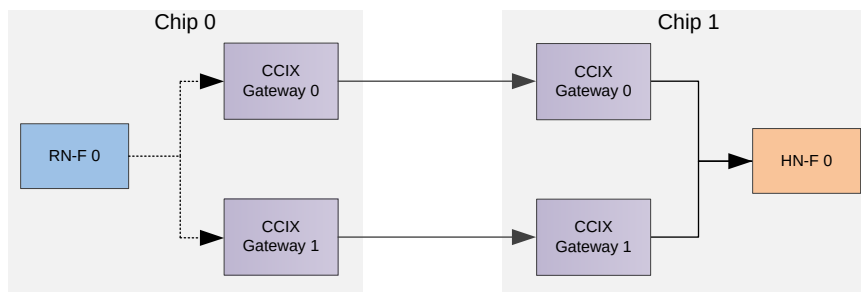 Chip 0
Chip 1
CCIX
Gateway 0
CCIX
Gateway 0
RN-F 0
HN-F 0
CCIX
Gateway 1
CCIX
Gateway 1